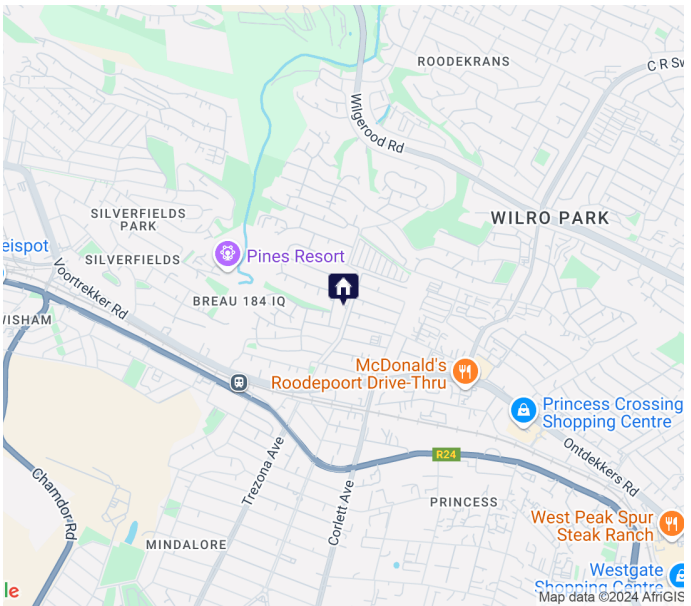 ROODEKRANS
C R Sw
Wilgerood Rd
SILVERFIELDS
PARK
WILRO PARK
eispot
Pines Resort
SILVERFIELDS
Voortrekker Rd
BREAU 184 IQ
WISHAM
McDonald's
Roodepoort Drive-Thru
Princess Crossing
Shopping Centre
Ontdekkers Rd
R24
Trezona Ave
Chamdor Rd
Corlett Ave
PRINCESS
West Peak Spur
Steak Ranch
MINDALORE
Westgate
Shopping Centre
le
Map data ©2024 AfriGIS